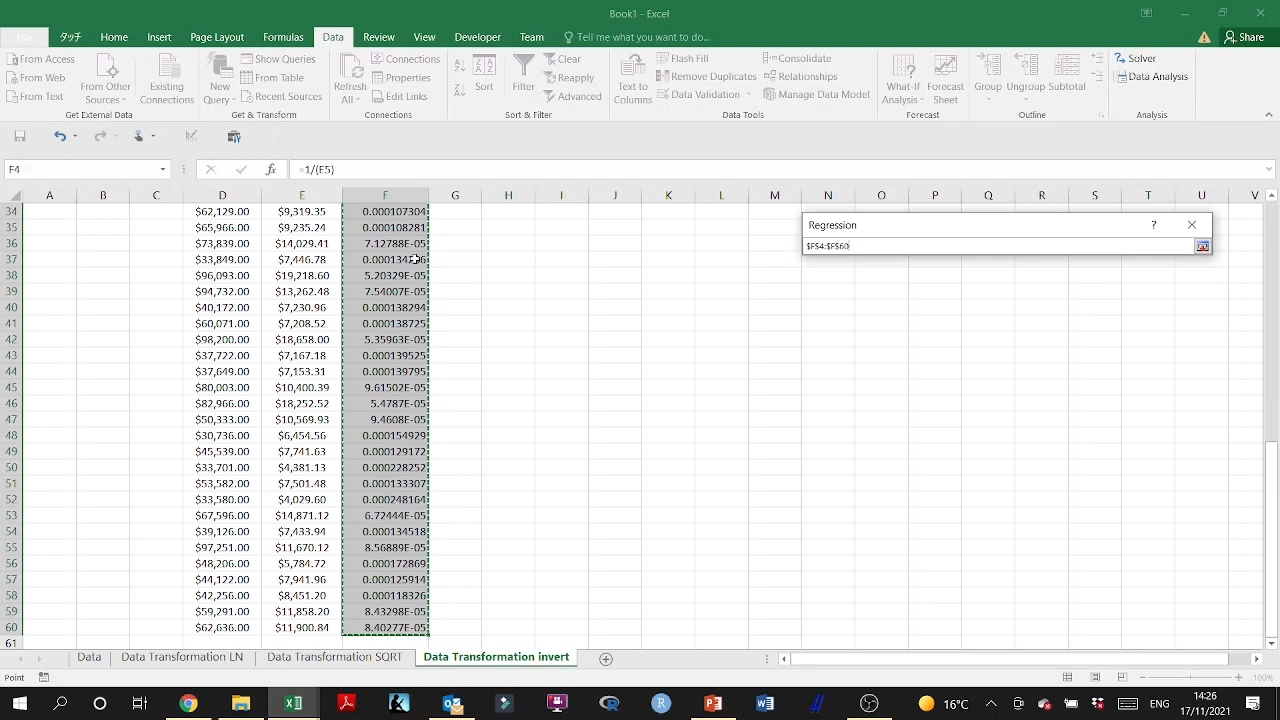 Book1 - Excel
File タッチ Home Insert Page Layout Formulas Data Review View Developer Team Tell me what you want to do... Share
From Access
From Web
From Text
From Other Sources
Existing Connections
Get External Data
New Query
Show Queries
From Table
Recent Sources
Get & Transform
Refresh All
Connections
Properties
Edit Links
Connections
Sort
Filter
Clear
Reapply
Advanced
Sort & Filter
Text to Columns
Flash Fill
Remove Duplicates
Data Validation
Consolidate
Relationships
Manage Data Model
Data Tools
What-If Analysis
Forecast Sheet
Forecast
Group
Ungroup
Subtotal
Outline
Solver
Data Analysis
Analysis
F4 fx =1/(E5)
A B C D E F G H I J K L M N O P Q R S T U V
34 $62,129.00 $9,319.35 0.000107304
35 $65,966.00 $9,235.24 0.000108281
36 $73,839.00 $14,029.41 7.12788E-05
37 $33,849.00 $7,446.78
38 $96,093.00 $19,218.60 5.20329E-05
39 $94,732.00 $13,262.48 7.54007E-05
40 $40,172.00 $7,230.96 0.000138294
41 $60,071.00 $7,208.52 0.000138725
42 $98,200.00 $18,658.00 5.35963E-05
43 $37,722.00 $7,167.18 0.000139525
44 $37,649.00 $7,153.31 0.000139795
45 $80,003.00 $10,400.39 9.61502E-05
46 $82,966.00 $18,252.52 5.4787E-05
47 $50,333.00 $10,569.93 9.4608E-05
48 $30,736.00 $6,454.56 0.000154929
49 $45,539.00 $7,741.63 0.000129172
50 $33,701.00 $4,381.13 0.000228252
51 $53,582.00 $7,501.48 0.000133307
52 $33,580.00 $4,029.60 0.000248164
53 $67,596.00 $14,871.12 6.72444E-05
54 $39,126.00 $7,433.94 0.000134518
55 $97,251.00 $11,670.12 8.56889E-05
56 $48,206.00 $5,784.72 0.000172869
57 $44,122.00 $7,941.96 0.000125914
58 $42,256.00 $8,451.20 0.000118326
59 $59,291.00 $11,858.20 8.43298E-05
60 $62,636.00 $11,900.84 8.40277E-05
61
Regression ?
$F$4:$F$60
Data Data Transformation LN Data Transformation SQRT Data Transformation invert
Point 100%
16°C ENG 14:26
17/11/2021